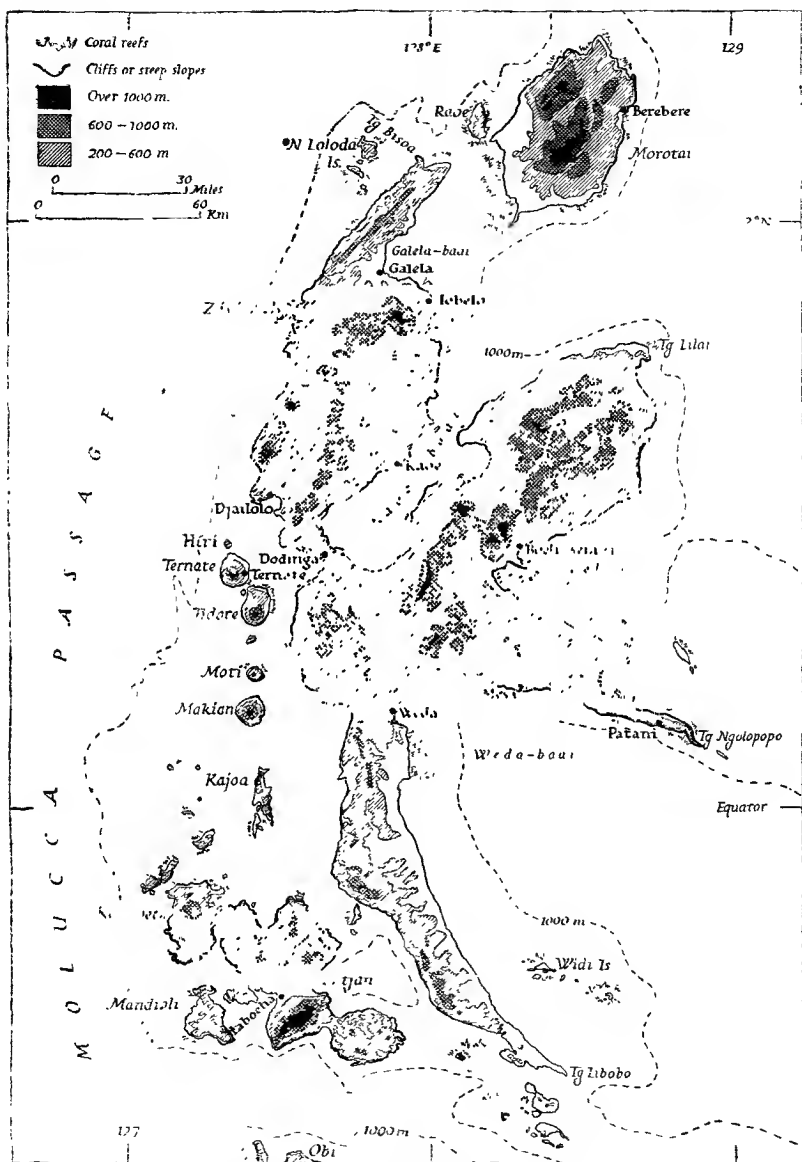 Coral reefs
Cliffs or steep slopes
Over 1000 m.
600 – 1000 m.
200 – 600 m
0 30
Miles
0 60
Km
128°E
129
Berebere
Morotai
N Loloda
Is.
Tg Bisoa
2°N
Galela-baai
Galela
1000m
Tg Lilai
Djailolo
Hiri
Ternate
Ternate
Dodinga
Tidore
Moti
Makian
Weda
Weda-baai
Patani
Tg Ngolopopo
Kajoa
Equator
MOLUCCA PASSAGE
1000 m
Widi Is
Mandioli
tjan
Tg Libobo
127
1000m
Obi